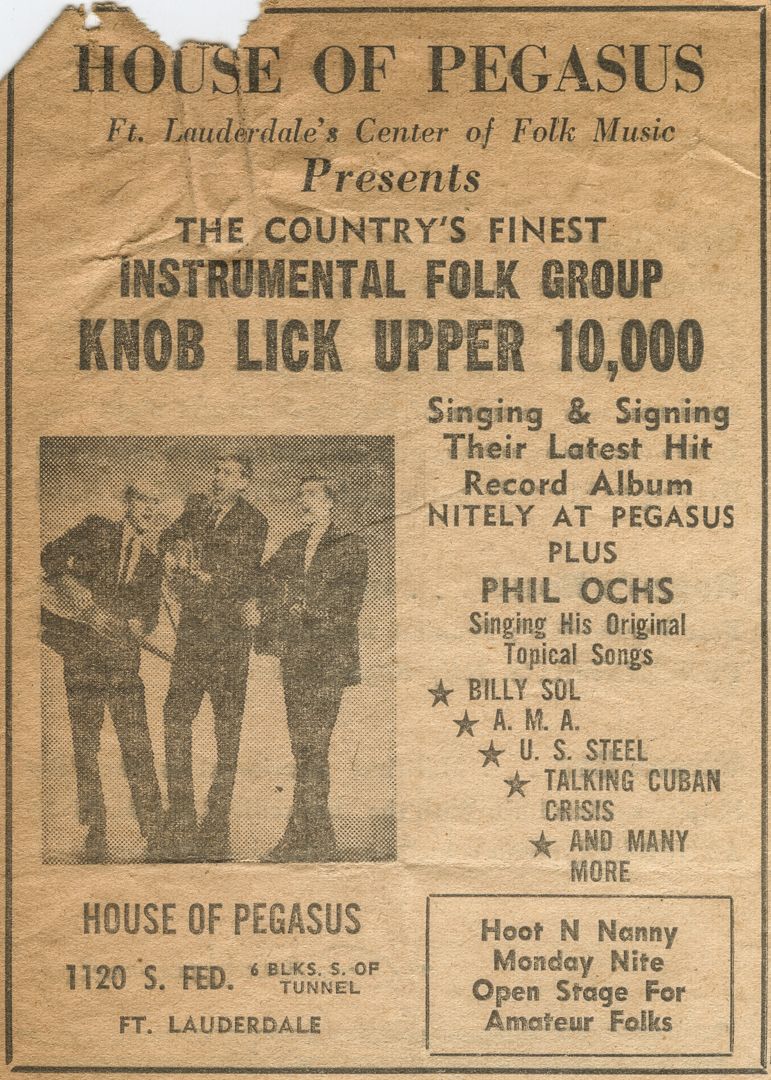 HOUSE OF PEGASUS
Ft. Lauderdale's Center of Folk Music
Presents
THE COUNTRY'S FINEST
INSTRUMENTAL FOLK GROUP
KNOB LICK UPPER 10,000
Singing & Signing
Their Latest Hit
Record Album
NITELY AT PEGASUS
PLUS
PHIL OCHS
Singing His Original
Topical Songs
★ BILLY SOL
★ A. M. A.
★ U. S. STEEL
★ TALKING CUBAN
CRISIS
★ AND MANY
MORE
HOUSE OF PEGASUS
1120 S. FED. 6 BLKS. S. OF
TUNNEL
FT. LAUDERDALE
Hoot N Nanny
Monday Nite
Open Stage For
Amateur Folks